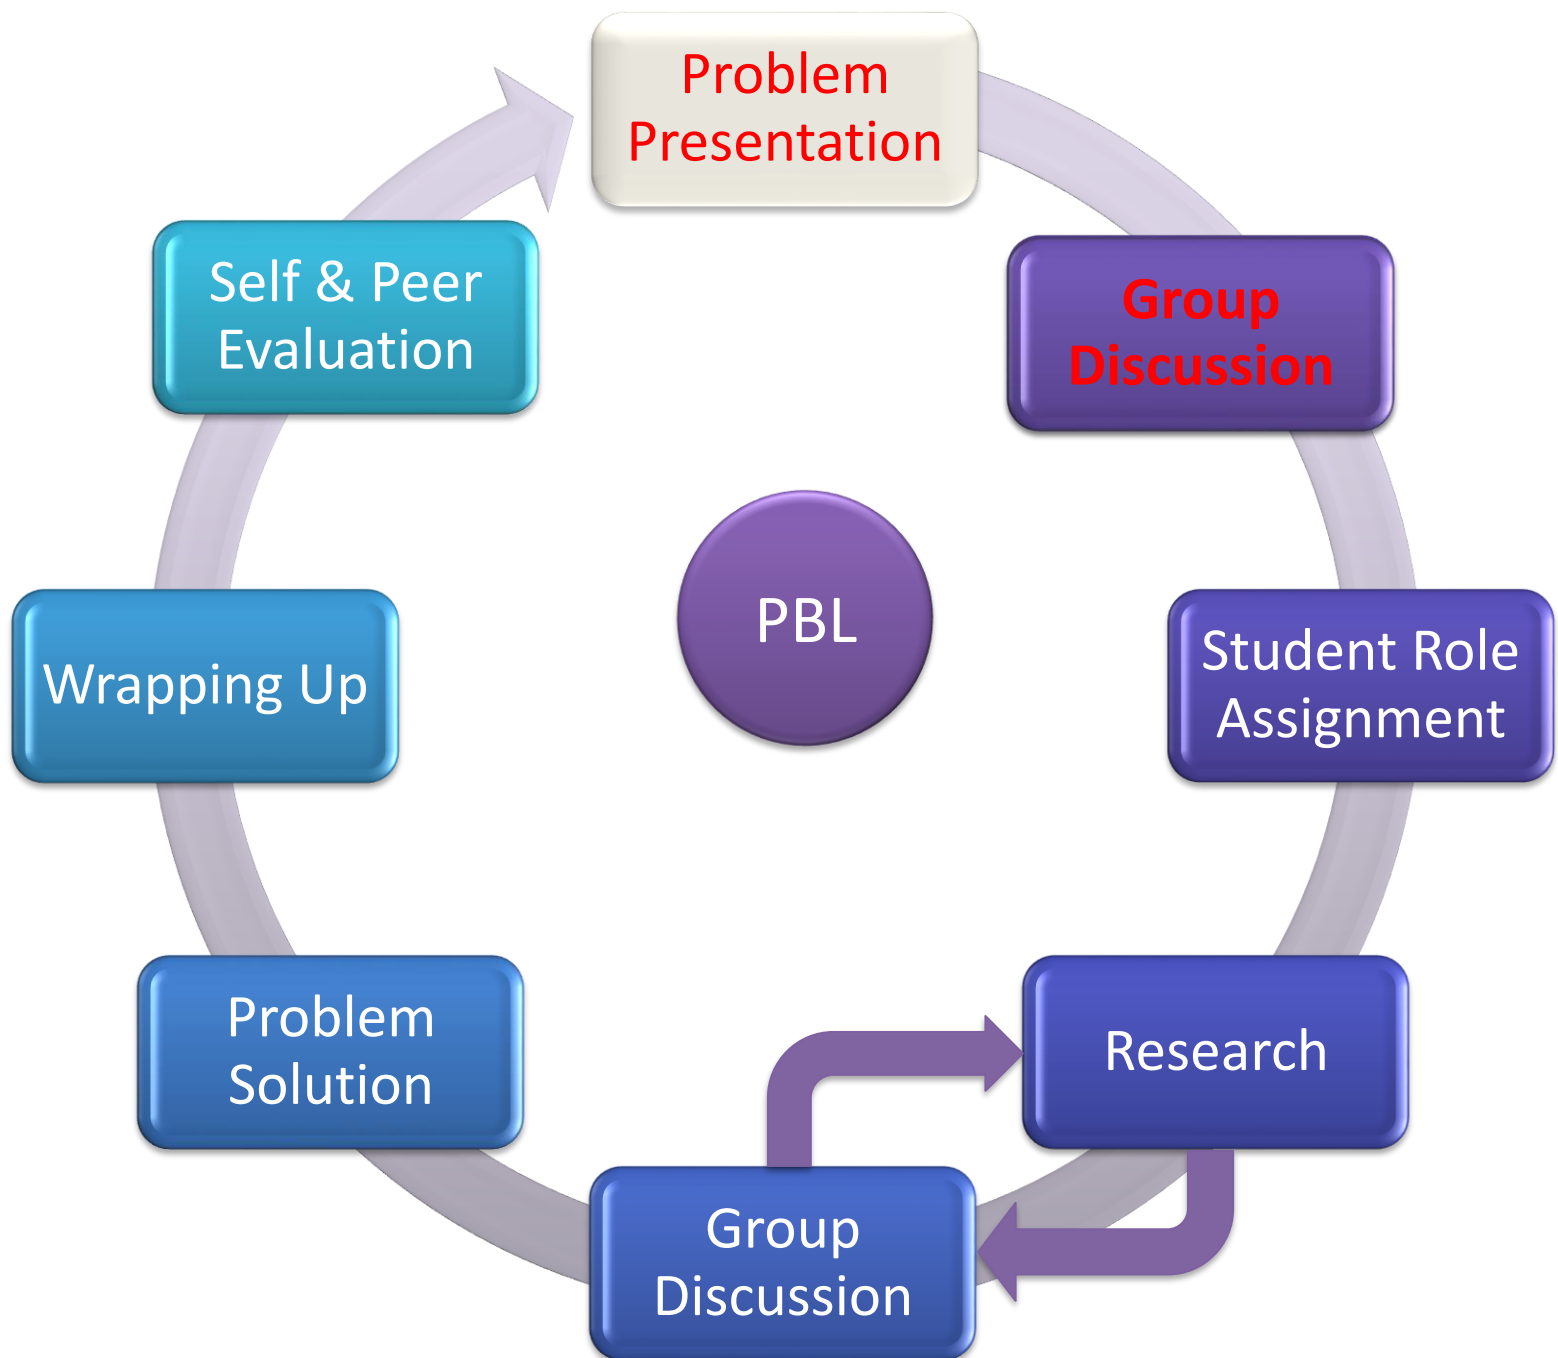 Problem
Presentation
Group
Discussion
Student Role
Assignment
Research
Group
Discussion
Problem
Solution
Wrapping Up
Self & Peer
Evaluation
PBL